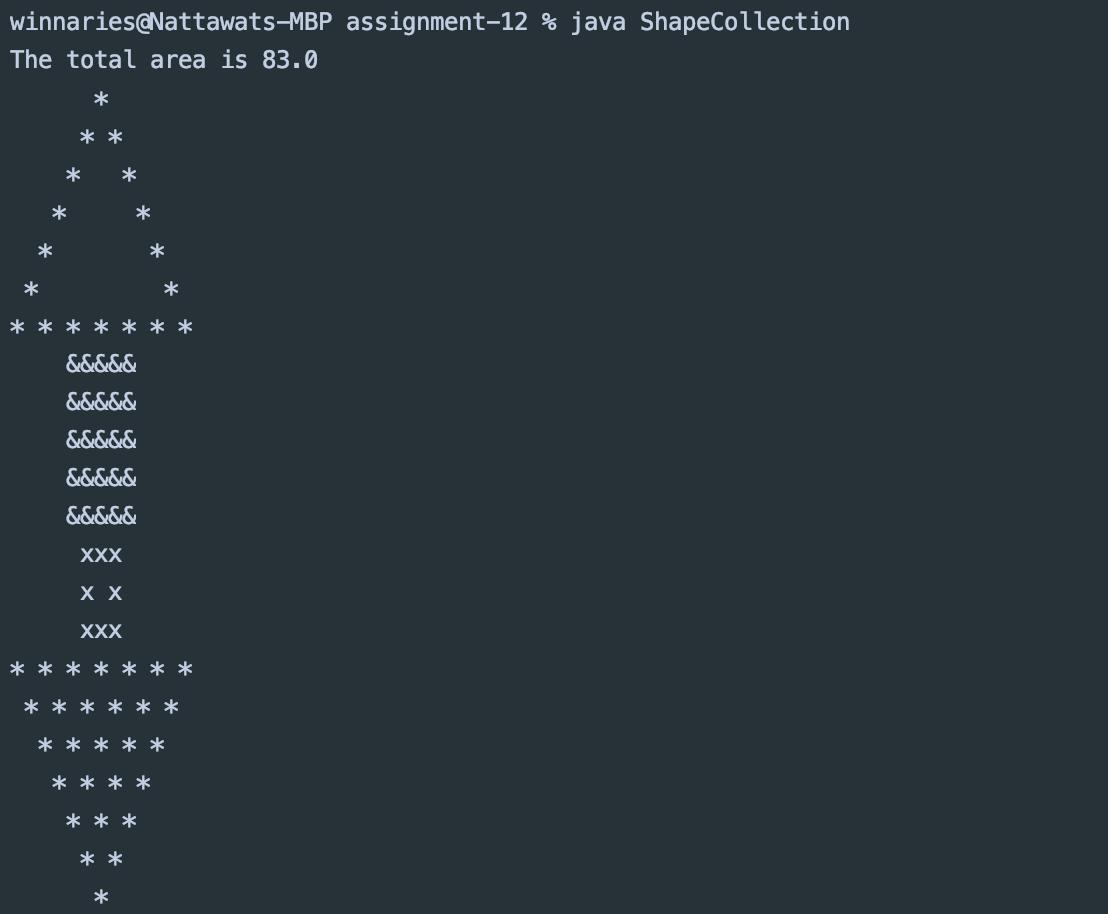 winnaries@Nattawats-MBP assignment-12 % java ShapeCollection
The total area is 83.0
      *
     * *
    *   *
   *     *
  *       *
 *         *
* * * * * * *
    &&&&&
    &&&&&
    &&&&&
    &&&&&
    &&&&&
     xxx
     x x
     xxx
* * * * * * *
 * * * * * *
  * * * * *
   * * * *
    * * *
     * *
      *